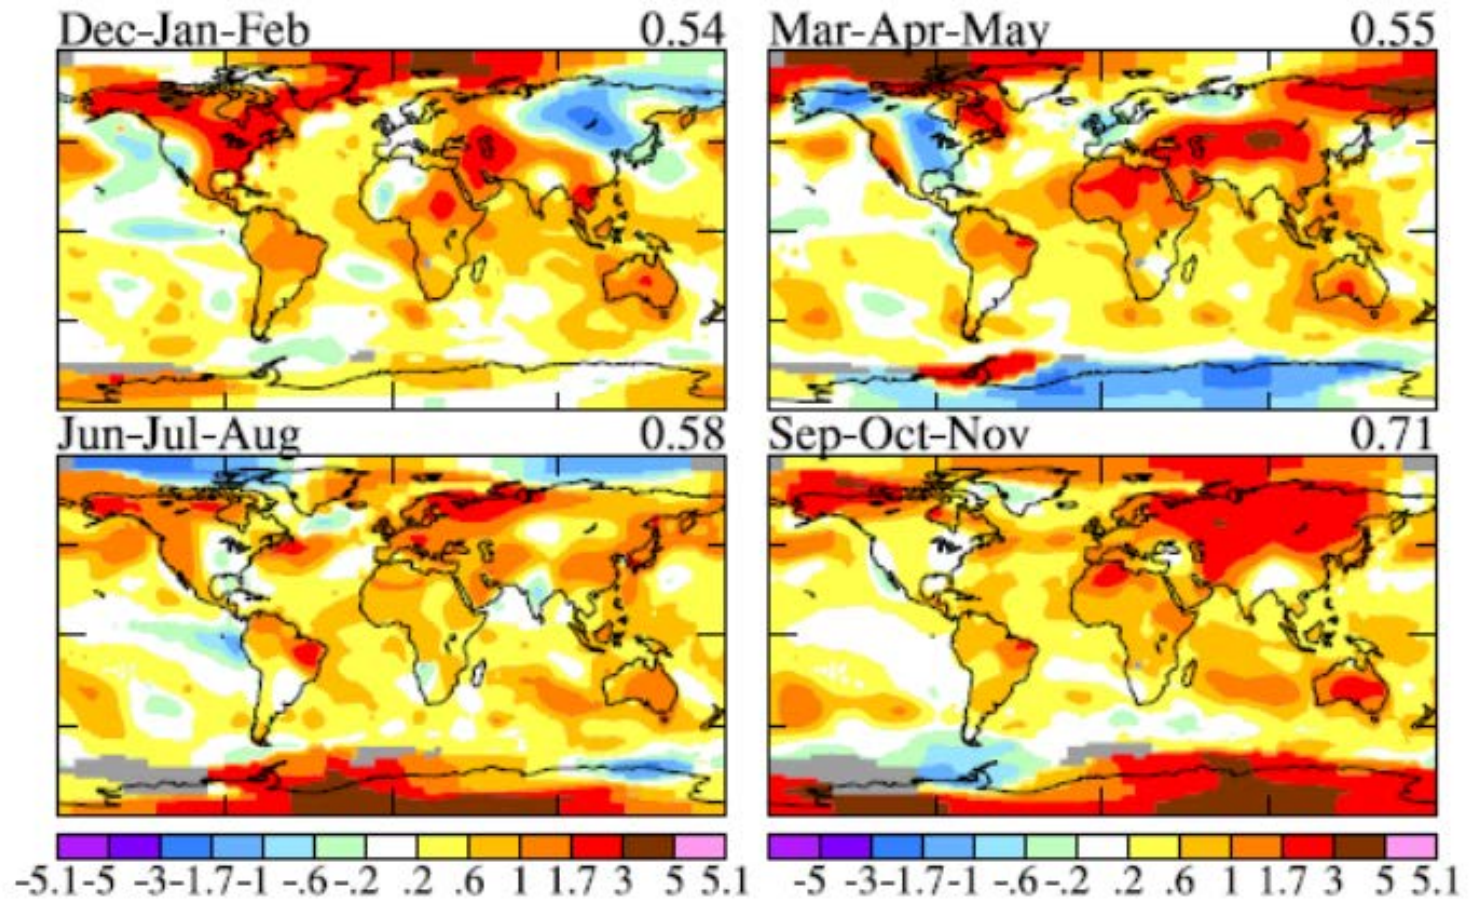 Dec-Jan-Feb 0.54
Mar-Apr-May 0.55
Jun-Jul-Aug 0.58
Sep-Oct-Nov 0.71
-5.1 -5 -3 -1.7 -1 -.6 -.2 .2 .6 1 1.7 3 5 5.1
-5 -3 -1.7 -1 -.6 -.2 .2 .6 1 1.7 3 5 5.1